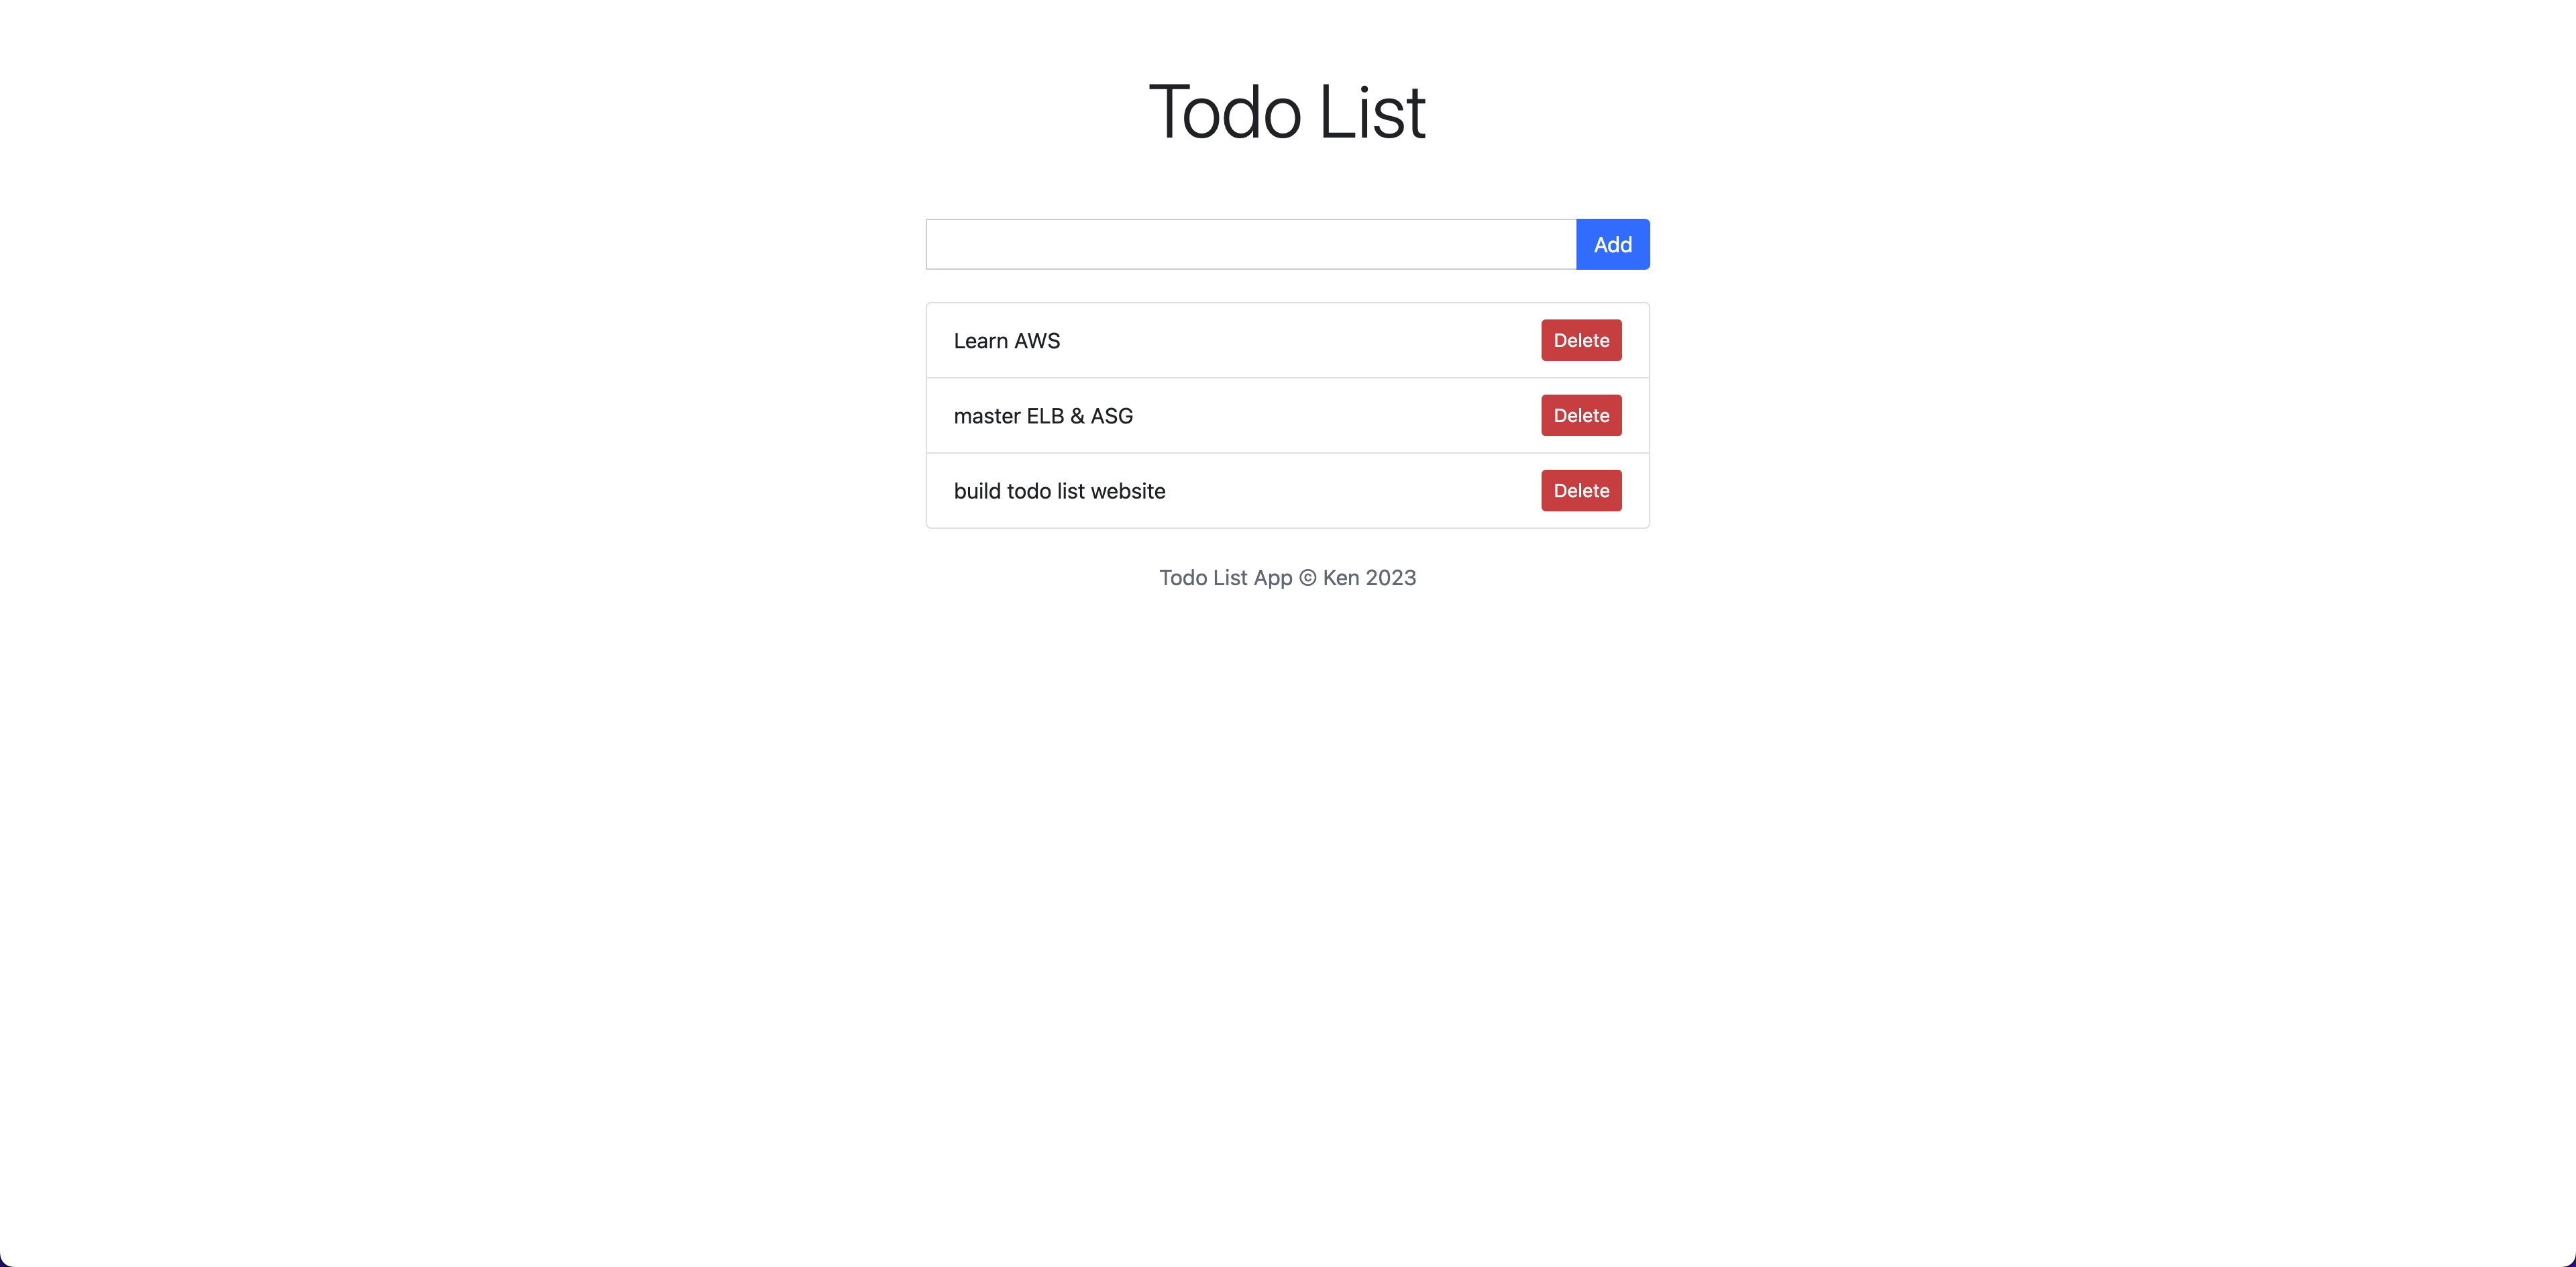 Todo List
Add
Learn AWS
Delete
master ELB & ASG
Delete
build todo list website
Delete
Todo List App © Ken 2023